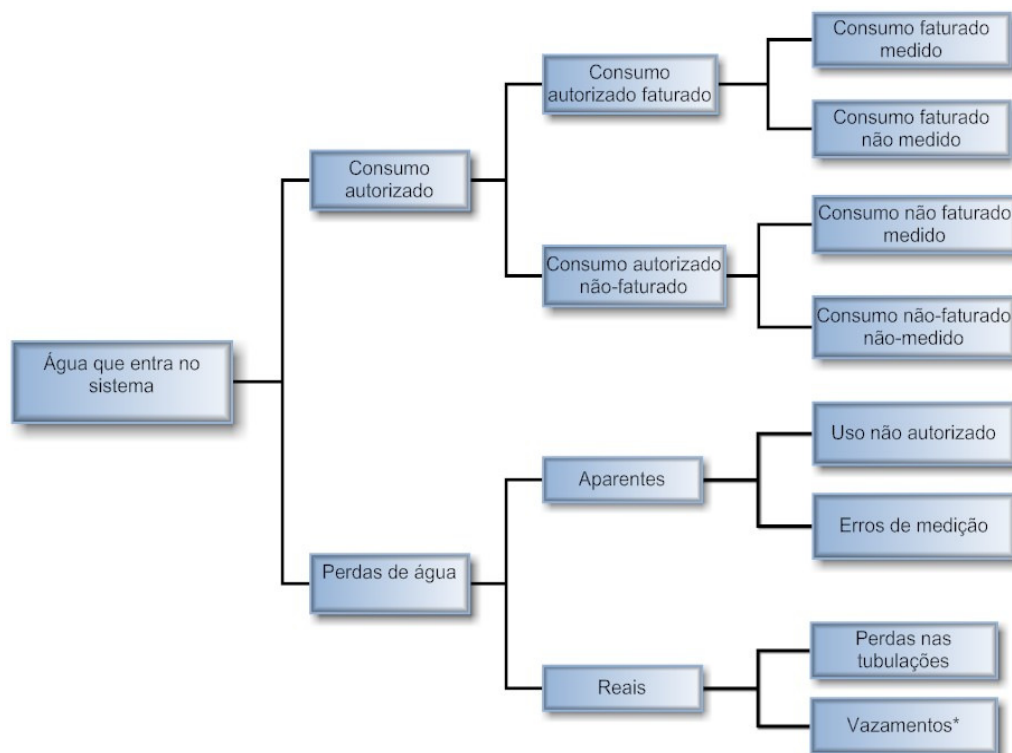 Água que entra no
sistema
Consumo
autorizado
Perdas de água
Consumo
autorizado faturado
Consumo autorizado
não-faturado
Aparentes
Reais
Consumo faturado
medido
Consumo faturado
não medido
Consumo não faturado
medido
Consumo não-faturado
não-medido
Uso não autorizado
Erros de medição
Perdas nas
tubulações
Vazamentos*